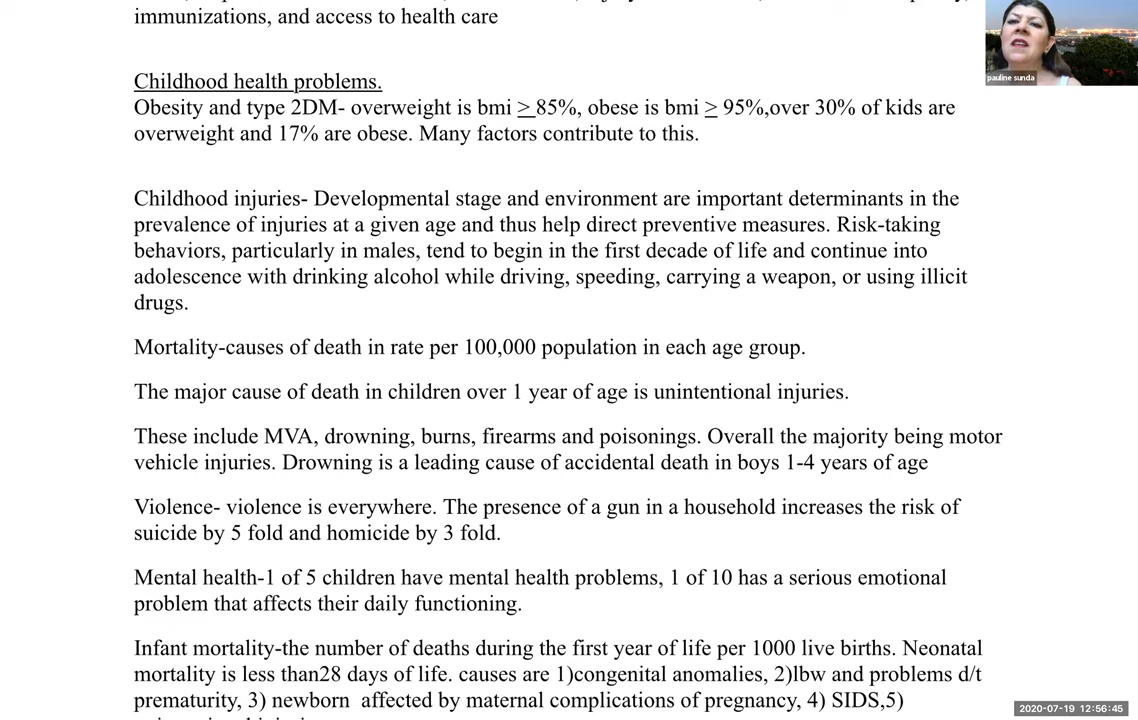 immunizations, and access to health care
pauline sunda
Childhood health problems.
Obesity and type 2DM- overweight is bmi ≥ 85%, obese is bmi ≥ 95%,over 30% of kids are
overweight and 17% are obese. Many factors contribute to this.
Childhood injuries- Developmental stage and environment are important determinants in the
prevalence of injuries at a given age and thus help direct preventive measures. Risk-taking
behaviors, particularly in males, tend to begin in the first decade of life and continue into
adolescence with drinking alcohol while driving, speeding, carrying a weapon, or using illicit
drugs.
Mortality-causes of death in rate per 100,000 population in each age group.
The major cause of death in children over 1 year of age is unintentional injuries.
These include MVA, drowning, burns, firearms and poisonings. Overall the majority being motor
vehicle injuries. Drowning is a leading cause of accidental death in boys 1-4 years of age
Violence- violence is everywhere. The presence of a gun in a household increases the risk of
suicide by 5 fold and homicide by 3 fold.
Mental health-1 of 5 children have mental health problems, 1 of 10 has a serious emotional
problem that affects their daily functioning.
Infant mortality-the number of deaths during the first year of life per 1000 live births. Neonatal
mortality is less than28 days of life. causes are 1)congenital anomalies, 2)lbw and problems d/t
prematurity, 3) newborn  affected by maternal complications of pregnancy, 4) SIDS,5)
2020-07-19 12:56:45